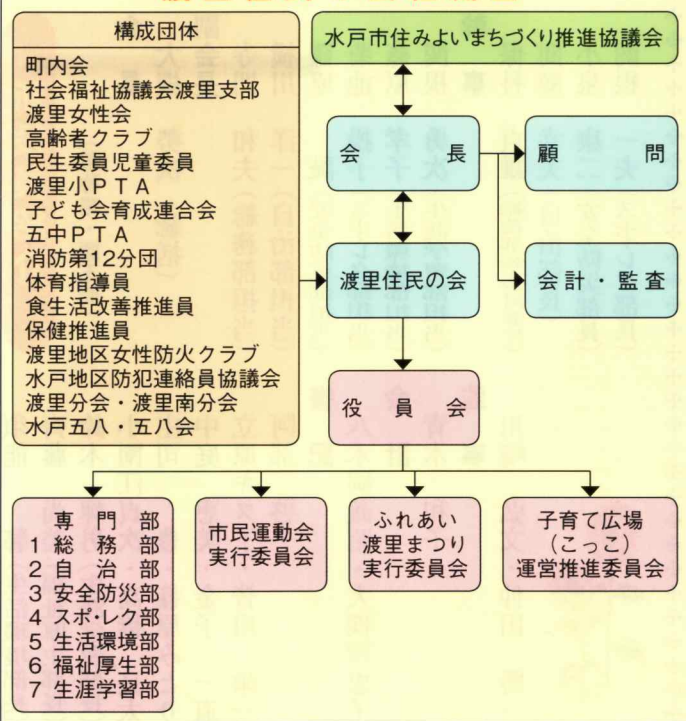 構成団体
町内会
社会福祉協議会渡里支部
渡里女性会
高齢者クラブ
民生委員児童委員
渡里小PTA
子ども会育成連合会
五中PTA
消防第12分団
体育指導員
食生活改善推進員
保健推進員
渡里地区女性防火クラブ
水戸地区防犯連絡員協議会
渡里分会・渡里南分会
水戸五八・五八会
水戸市住みよいまちづくり推進協議会
会長
顧問
渡里住民の会
会計・監査
役員会
専門部
1 総務部
2 自治部
3 安全防災部
4 スポ・レク部
5 生活環境部
6 福祉厚生部
7 生涯学習部
市民運動会
実行委員会
ふれあい
渡里まつり
実行委員会
子育て広場
(こっこ)
運営推進委員会